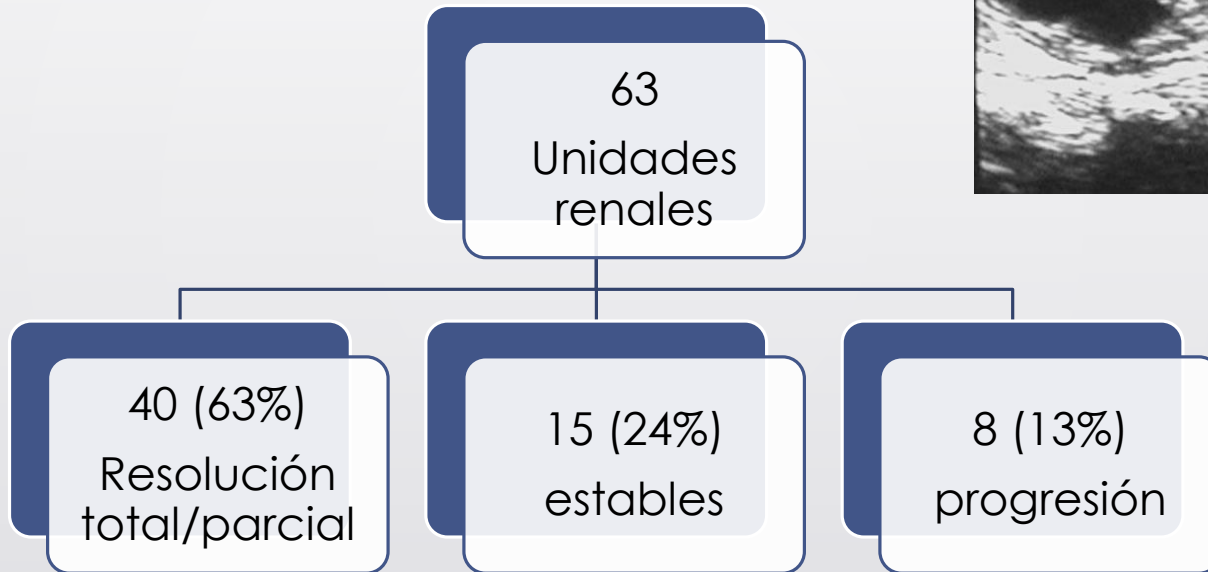 63
Unidades
renales
40 (63%)
Resolución
total/parcial
15 (24%)
estables
8 (13%)
progresión